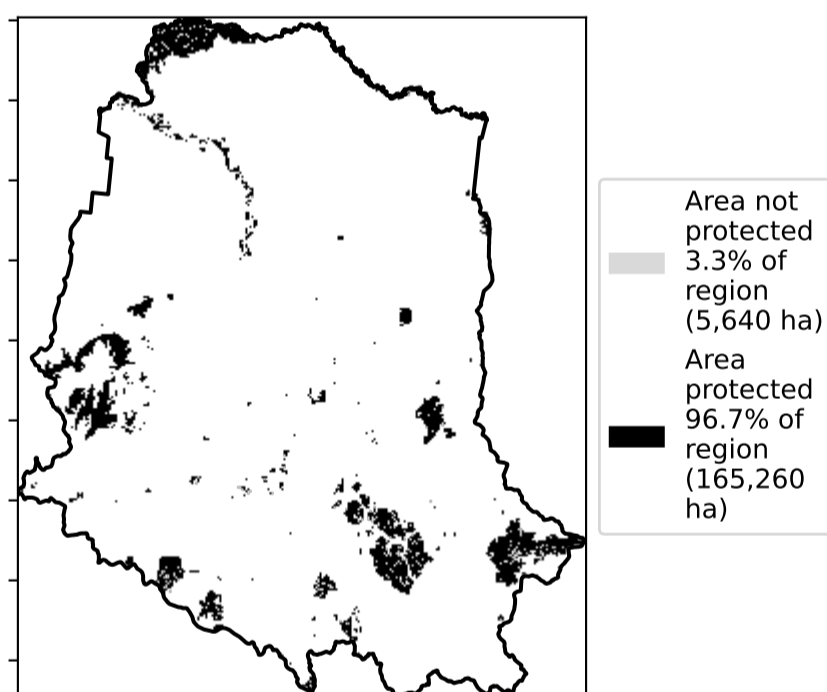 Area not
protected
3.3% of
region
(5,640 ha)
Area
protected
96.7% of
region
(165,260
ha)